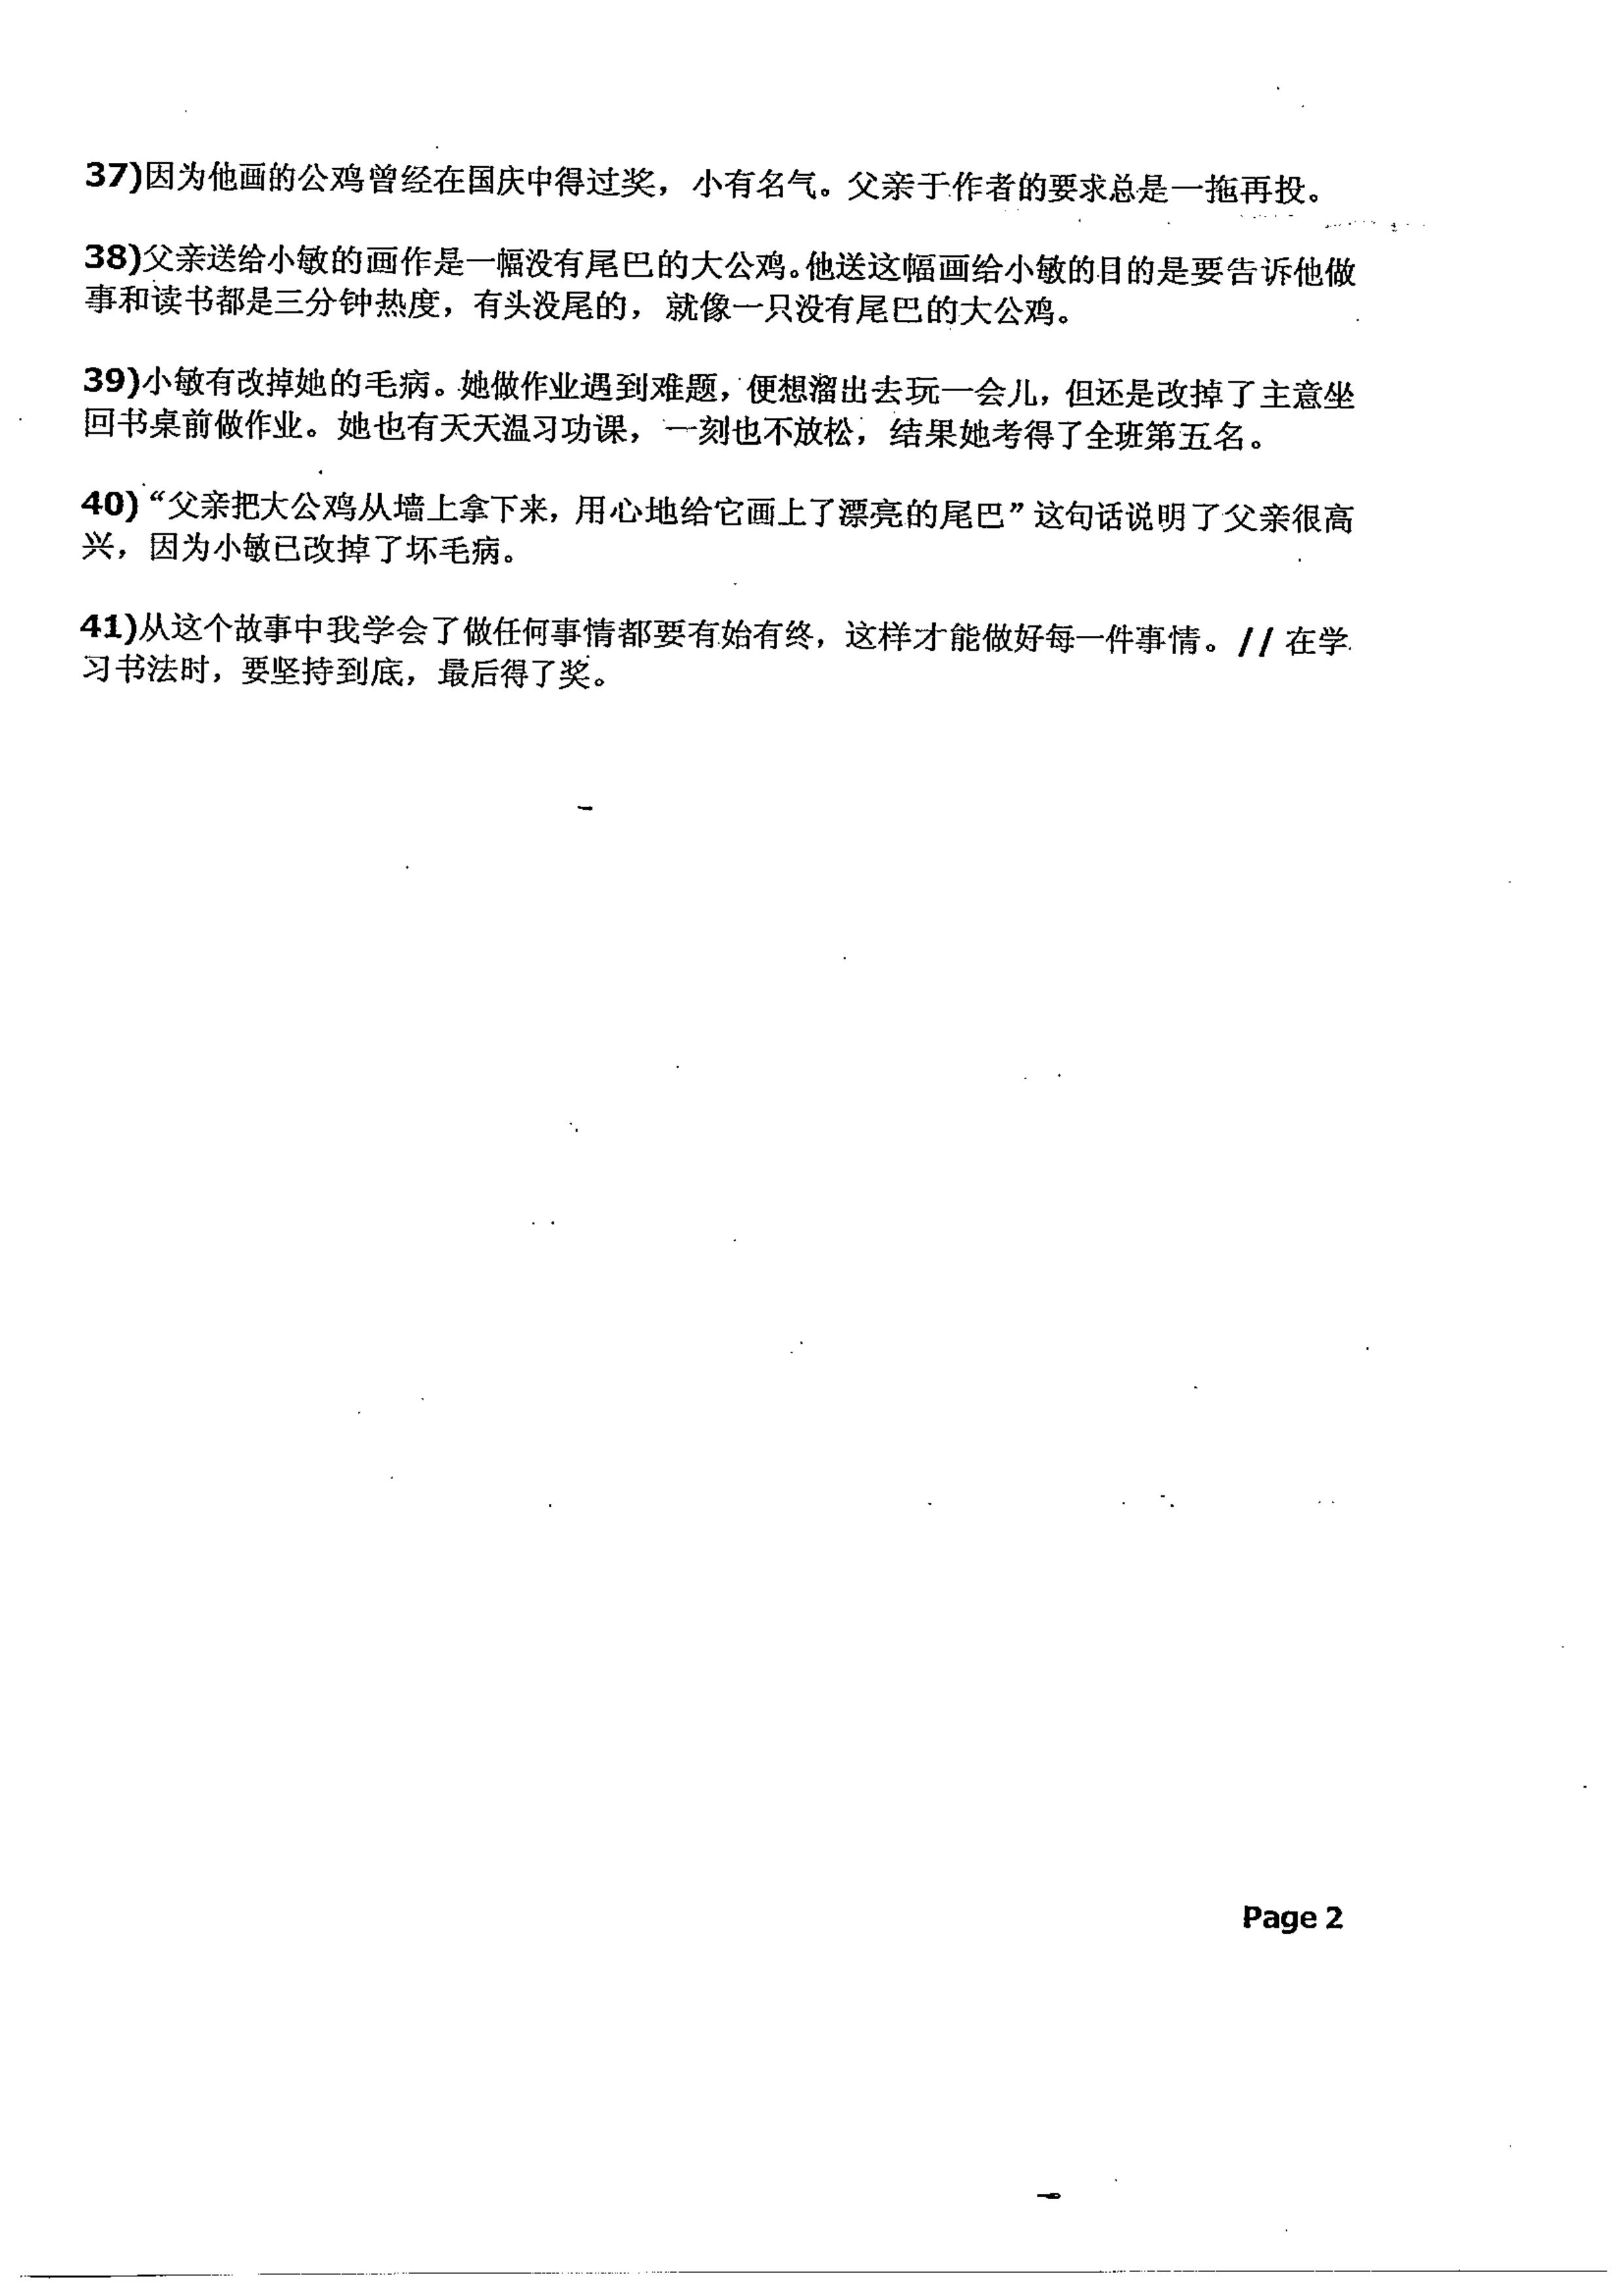 37)因为他画的公鸡曾经在国庆中得过奖，小有名气。父亲于作者的要求总是一拖再投。
38)父亲送给小敏的画作是一幅没有尾巴的大公鸡。他送这幅画给小敏的目的是要告诉他做
事和读书都是三分钟热度，有头没尾的，就像一只没有尾巴的大公鸡。
39)小敏有改掉她的毛病。她做作业遇到难题，便想溜出去玩一会儿，但还是改掉了主意坐
回书桌前做作业。她也有天天温习功课，一刻也不放松，结果她考得了全班第五名。
40)“父亲把大公鸡从墙上拿下来，用心地给它画上了漂亮的尾巴”这句话说明了父亲很高
兴，因为小敏已改掉了坏毛病。
41)从这个故事中我学会了做任何事情都要有始有终，这样才能做好每一件事情。// 在学
习书法时，要坚持到底，最后得了奖。
Page 2